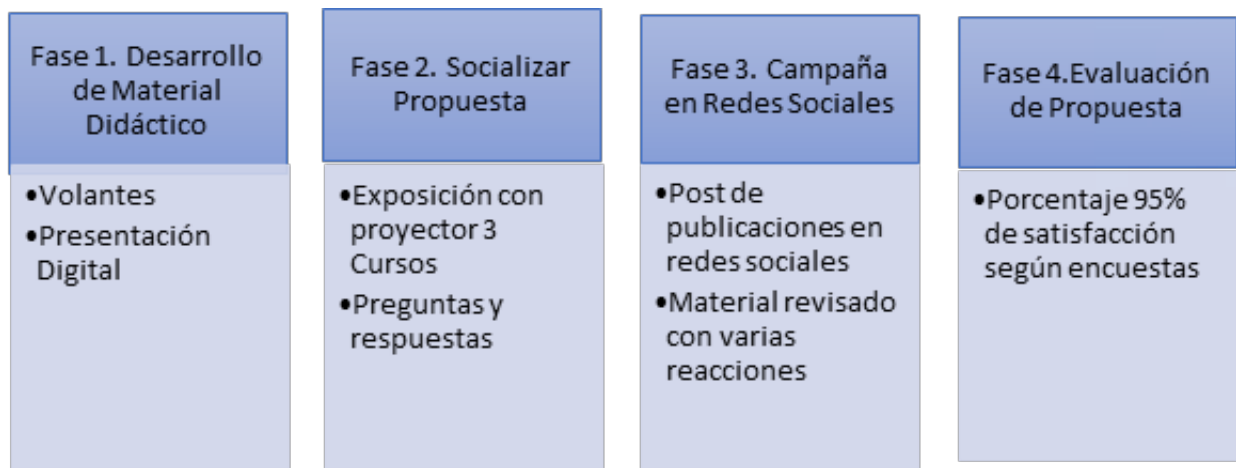 Fase 1. Desarrollo
de Material
Didáctico
•Volantes
•Presentación
Digital
Fase 2. Socializar
Propuesta
•Exposición con
proyector 3
Cursos
•Preguntas y
respuestas
Fase 3. Campaña
en Redes Sociales
•Post de
publicaciones en
redes sociales
•Material revisado
con varias
reacciones
Fase 4.Evaluación
de Propuesta
•Porcentaje 95%
de satisfacción
según encuestas